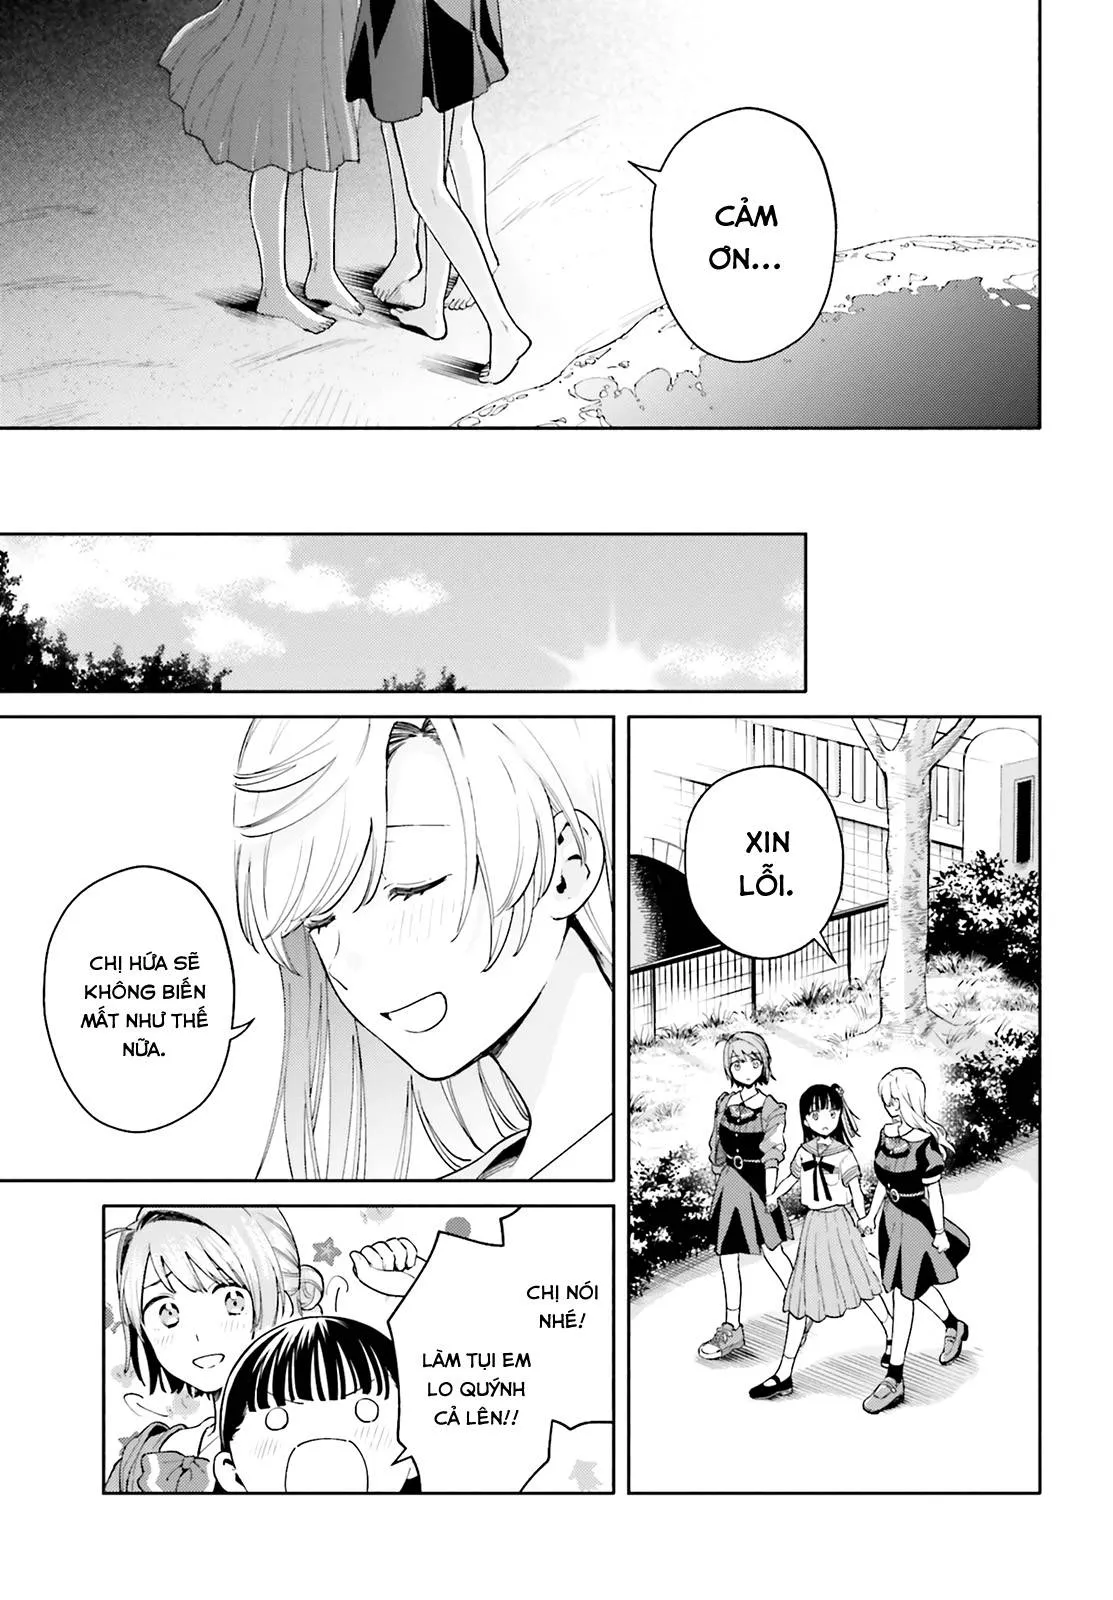 CẢM
ƠN...
XIN
LỖI.
CHỊ HỨA SẼ
KHÔNG BIẾN
MẤT NHƯ THẾ
NỮA.
CHỊ NÓI
NHÉ!
LÀM TỤI EM
LO QUÝNH
CẢ LÊN!!